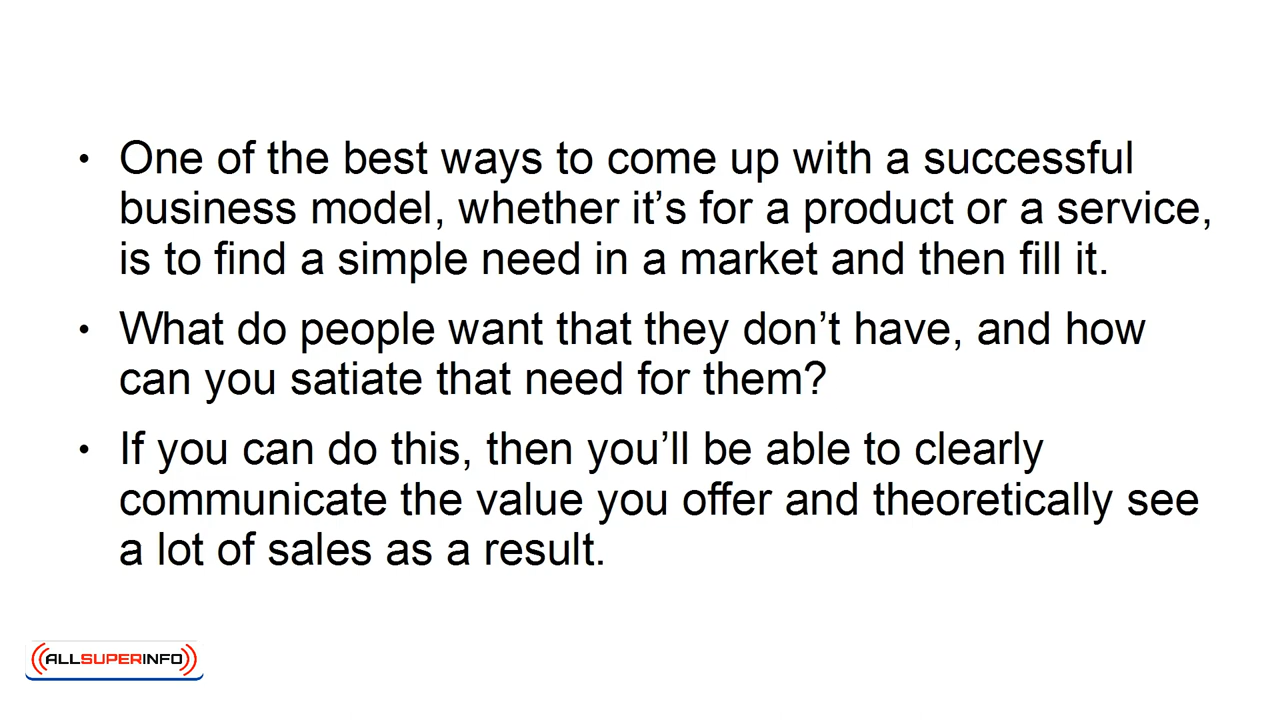 • One of the best ways to come up with a successful
business model, whether it’s for a product or a service,
is to find a simple need in a market and then fill it.
• What do people want that they don’t have, and how
can you satiate that need for them?
• If you can do this, then you’ll be able to clearly
communicate the value you offer and theoretically see
a lot of sales as a result.
ALLSUPERINFO